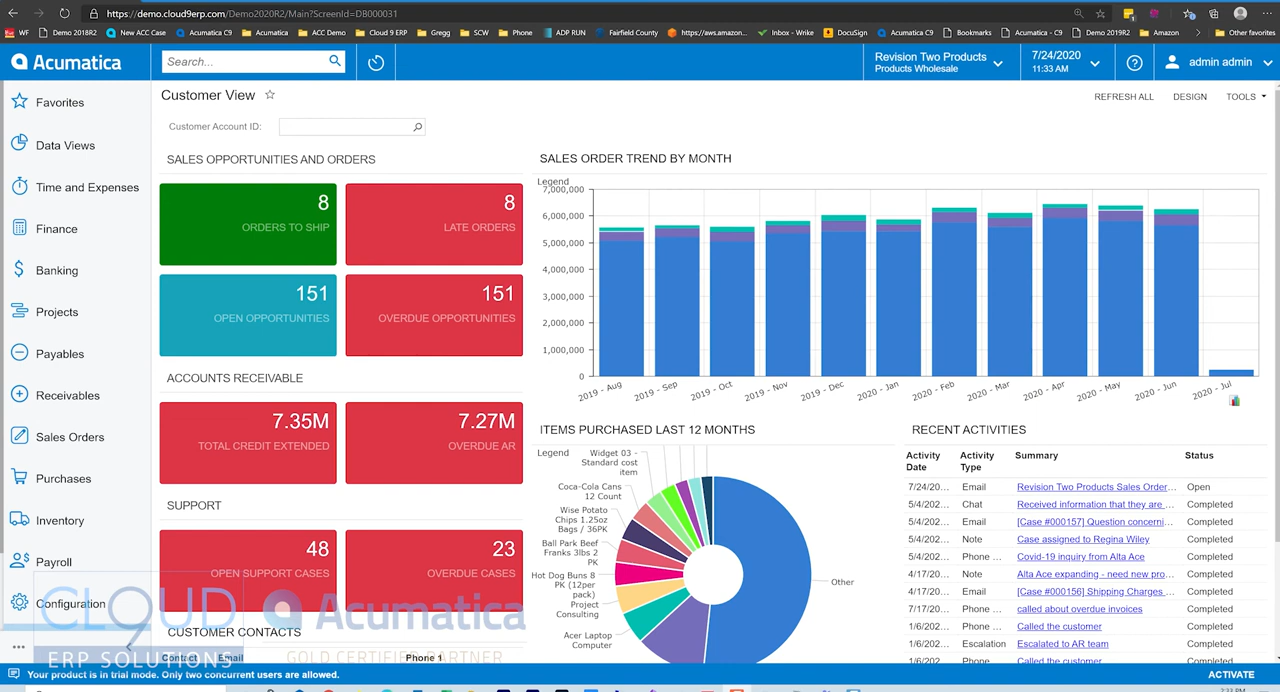 https://demo.cloud9erp.com/Demo2020R2/Main?ScreenId=DB000031
WF Demo 2018R2 New ACC Case Acumatica C9 Acumatica ACC Demo Cloud 9 ERP Gregg SCW Phone ADP RUN Fairfield County https://aws.amazon... Inbox - Wrike DocuSign Acumatica C9 Bookmarks Acumatica - C9 Demo 2019R2 Amazon Other favorites
Acumatica
Search...
Revision Two Products
Products Wholesale
7/24/2020
11:33 AM
admin admin
Favorites
Data Views
Time and Expenses
Finance
Banking
Projects
Payables
Receivables
Sales Orders
Purchases
Inventory
Payroll
Configuration
Customer View
REFRESH ALL DESIGN TOOLS
Customer Account ID:
SALES OPPORTUNITIES AND ORDERS
8
ORDERS TO SHIP
8
LATE ORDERS
151
OPEN OPPORTUNITIES
151
OVERDUE OPPORTUNITIES
ACCOUNTS RECEIVABLE
7.35M
TOTAL CREDIT EXTENDED
7.27M
OVERDUE AR
SUPPORT
48
OPEN SUPPORT CASES
23
OVERDUE CASES
CUSTOMER CONTACTS
Contact Email Phone 1
SALES ORDER TREND BY MONTH
Legend
7,000,000
6,000,000
5,000,000
4,000,000
3,000,000
2,000,000
1,000,000
0
2019 - Aug 2019 - Sep 2019 - Oct 2019 - Nov 2019 - Dec 2020 - Jan 2020 - Feb 2020 - Mar 2020 - Apr 2020 - May 2020 - Jun 2020 - Jul
ITEMS PURCHASED LAST 12 MONTHS
Legend
Widget 03 -
Standard cost
item
Coca-Cola Cans
12 Count
Wise Potato
Chips 1.25oz
Bags / 36PK
Ball Park Beef
Franks 3lbs 2
PK
Hot Dog Buns 8
PK (12per
pack)
Project
Consulting
Acer Laptop
Computer
Other
RECENT ACTIVITIES
Activity Date Activity Type Summary Status
7/24/20... Email Revision Two Products Sales Order... Open
5/4/202... Chat Received information that they are ... Completed
5/4/202... Email [Case #000157] Question concerni... Completed
5/4/202... Note Case assigned to Regina Wiley Completed
5/4/202... Phone ... Covid-19 inquiry from Alta Ace Completed
4/17/20... Note Alta Ace expanding - need new pro... Completed
4/17/20... Email [Case #000156] Shipping Charges ... Completed
7/17/20... Phone ... called about overdue invoices Completed
1/6/202... Phone ... Called the customer Completed
1/6/202... Escalation Escalated to AR team Completed
1/6/202... Phone ... Called the customer Completed
CLOUD
9
ERP SOLUTIONS
Acumatica
GOLD CERTIFIED PARTNER
Your product is in trial mode. Only two concurrent users are allowed.
ACTIVATE